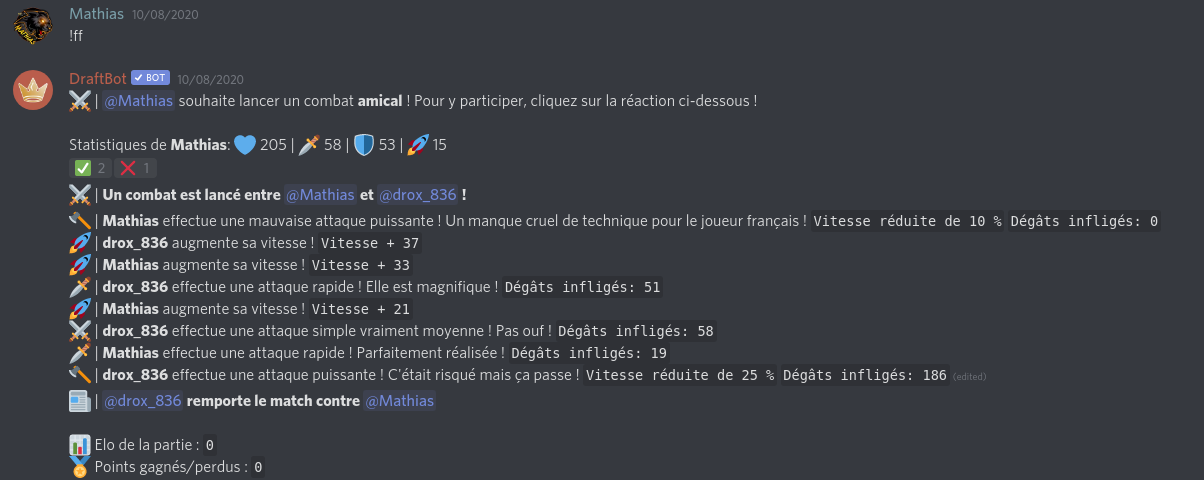 Mathias 10/08/2020
!ff
DraftBot BOT 10/08/2020
| @Mathias souhaite lancer un combat amical ! Pour y participer, cliquez sur la réaction ci-dessous !
Statistiques de Mathias: 205 | 58 | 53 | 15
2 1
| Un combat est lancé entre @Mathias et @drox_836 !
| Mathias effectue une mauvaise attaque puissante ! Un manque cruel de technique pour le joueur français ! Vitesse réduite de 10 % Dégâts infligés: 0
| drox_836 augmente sa vitesse ! Vitesse + 37
| Mathias augmente sa vitesse ! Vitesse + 33
| drox_836 effectue une attaque rapide ! Elle est magnifique ! Dégâts infligés: 51
| Mathias augmente sa vitesse ! Vitesse + 21
| drox_836 effectue une attaque simple vraiment moyenne ! Pas ouf ! Dégâts infligés: 58
| Mathias effectue une attaque rapide ! Parfaitement réalisée ! Dégâts infligés: 19
| drox_836 effectue une attaque puissante ! C'était risqué mais ça passe ! Vitesse réduite de 25 % Dégâts infligés: 186 (edited)
| @drox_836 remporte le match contre @Mathias
Elo de la partie : 0
Points gagnés/perdus : 0